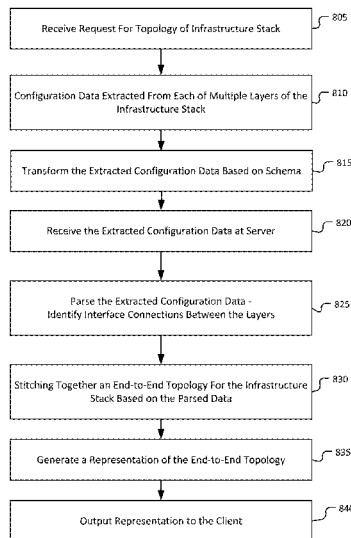 Receive Request For Topology of Infrastructure Stack
805
Configuration Data Extracted From Each of Multiple Layers of the
Infrastructure Stack
810
Transform the Extracted Configuration Data Based on Schema
815
Receive the Extracted Configuration Data at Server
820
Parse the Extracted Configuration Data -
Identify Interface Connections Between the Layers
825
Stitching Together an End-to-End Topology For the Infrastructure
Stack Based on the Parsed Data
830
Generate a Representation of the End-to-End Topology
835
Output Representation to the Client
840